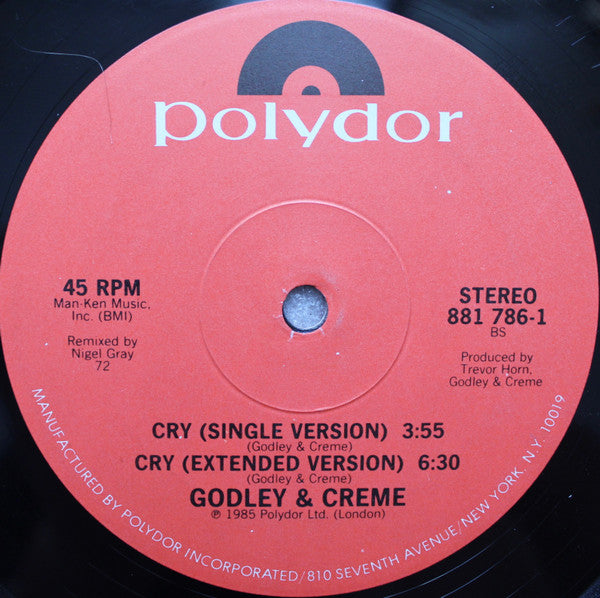 polydor
45 RPM
Man-Ken Music,
Inc. (BMI)
Remixed by
Nigel Gray
72
STEREO
881 786-1
BS
Produced by
Trevor Horn,
Godley & Creme
CRY (SINGLE VERSION) 3:55
(Godley & Creme)
CRY (EXTENDED VERSION) 6:30
(Godley & Creme)
GODLEY & CREME
℗ 1985 Polydor Ltd. (London)
MANUFACTURED BY POLYDOR INCORPORATED/810 SEVENTH AVENUE/NEW YORK, N.Y. 10019